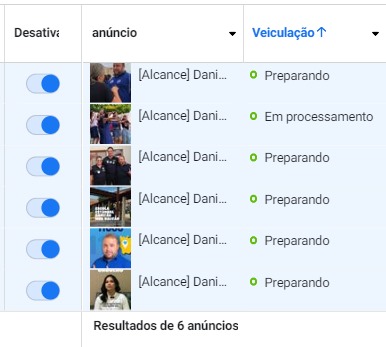 Desativa
anúncio
Veiculação↑
[Alcance] Dani...
Preparando
[Alcance] Dani...
Em processamento
[Alcance] Dani...
Preparando
[Alcance] Dani...
Preparando
[Alcance] Dani...
Preparando
[Alcance] Dani...
Preparando
Resultados de 6 anúncios